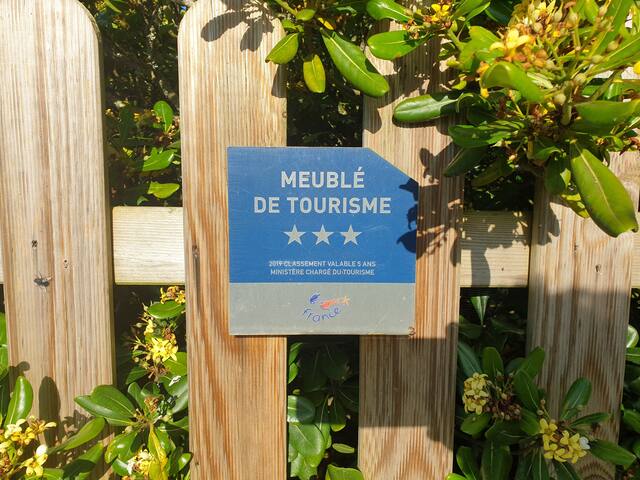 MEUBLÉ
DE TOURISME
2019 CLASSEMENT VALABLE 5 ANS
MINISTÈRE CHARGÉ DU TOURISME
france